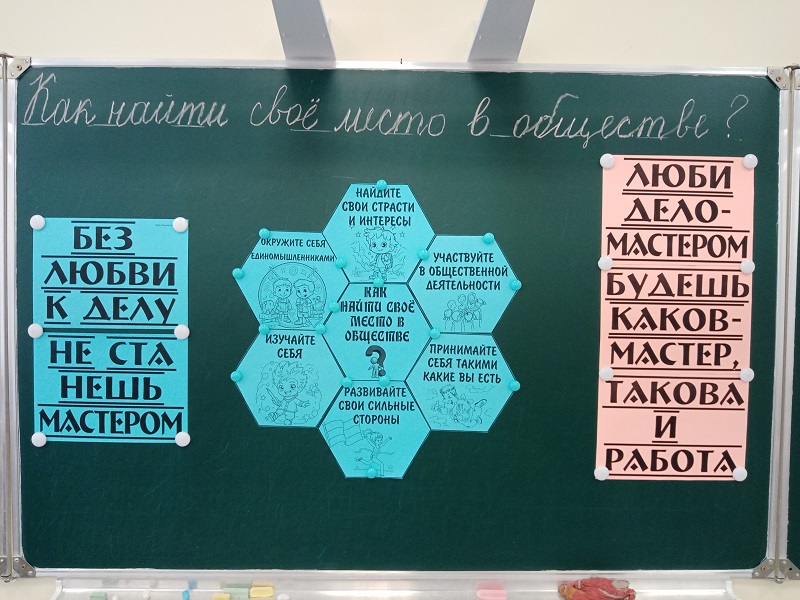 Как найти своё место в обществе?
БЕЗ
ЛЮБВИ
К ДЕЛУ
НЕ СТА
НЕШЬ
МАСТЕРОМ
НАЙДИТЕ
СВОИ СТРАСТИ
И ИНТЕРЕСЫ
ОКРУЖИТЕ СЕБЯ
ЕДИНОМЫШЛЕННИКАМИ
УЧАСТВУЙТЕ
В ОБЩЕСТВЕННОЙ
ДЕЯТЕЛЬНОСТИ
КАК
НАЙТИ СВОЁ
МЕСТО В
ОБЩЕСТВЕ
?
ИЗУЧАЙТЕ
СЕБЯ
ПРИНИМАЙТЕ
СЕБЯ ТАКИМИ
КАКИЕ ВЫ ЕСТЬ
РАЗВИВАЙТЕ
СВОИ СИЛЬНЫЕ
СТОРОНЫ
ЛЮБИ
ДЕЛО-
МАСТЕРОМ
БУДЕШЬ
КАКОВ-
МАСТЕР,
ТАКОВА
И
РАБОТА